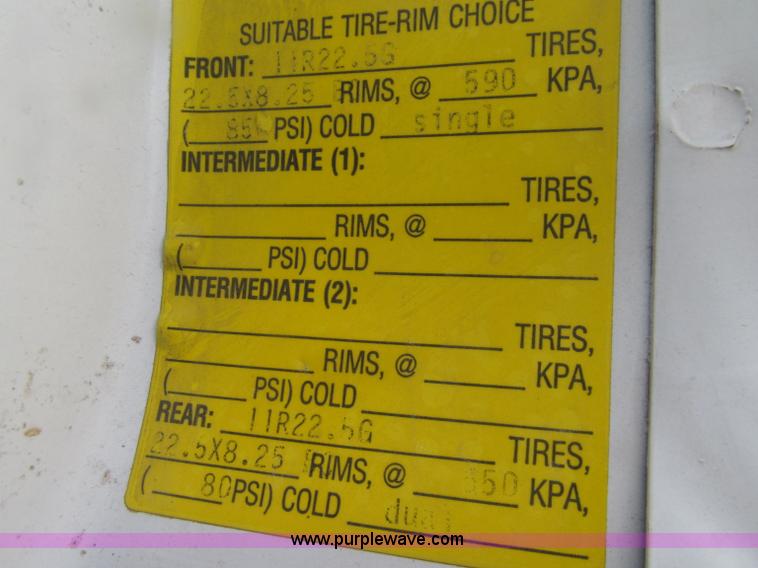 SUITABLE TIRE-RIM CHOICE
FRONT: 11R22.5G TIRES,
22.5X8.25 RIMS, @ 590 KPA,
( 85 PSI) COLD single
INTERMEDIATE (1):
TIRES,
RIMS, @ KPA,
( PSI) COLD
INTERMEDIATE (2):
TIRES,
RIMS, @ KPA,
( PSI) COLD
REAR: 11R22.5G TIRES,
22.5X8.25 RIMS, @ 550 KPA,
( 80PSI) COLD dual
www.purplewave.com